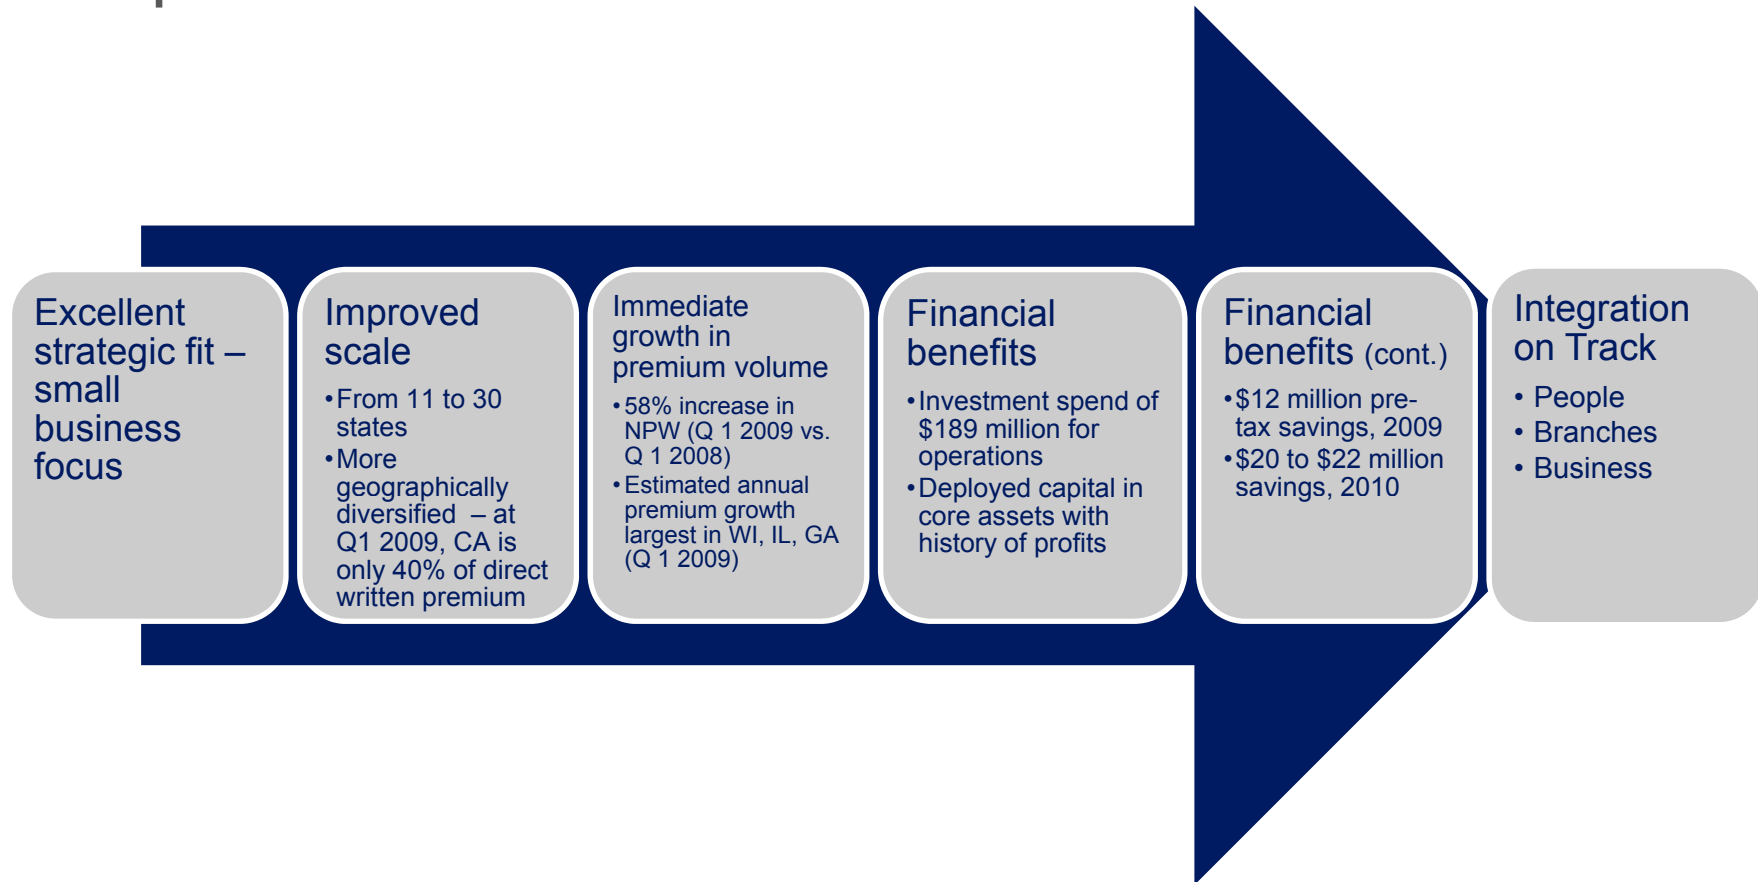 Excellent
strategic fit –
small
business
focus
Improved
scale
•From 11 to 30
states
•More
geographically
diversified – at
Q1 2009, CA is
only 40% of direct
written premium
Immediate
growth in
premium volume
•58% increase in
NPW (Q 1 2009 vs.
Q 1 2008)
•Estimated annual
premium growth
largest in WI, IL, GA
(Q 1 2009)
Financial
benefits
•Investment spend of
$189 million for
operations
•Deployed capital in
core assets with
history of profits
Financial
benefits (cont.)
•$12 million pre-
tax savings, 2009
•$20 to $22 million
savings, 2010
Integration
on Track
• People
• Branches
• Business